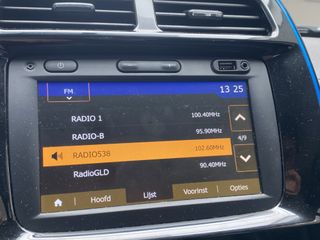 FM 13 25
RADIO 1 100.40MHz
RADIO-B 95.90MHz
RADIO538 102.60MHz
4/9
RadioGLD 90.40MHz
Hoofd Lijst Voorinst Opties